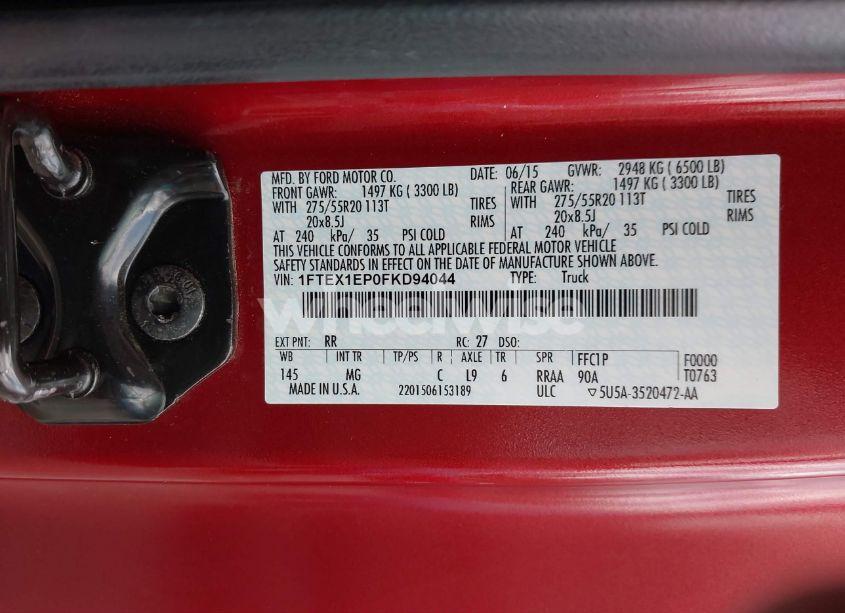 MFD. BY FORD MOTOR CO. DATE: 06/15 GVWR: 2948 KG ( 6500 LB)
FRONT GAWR: 1497 KG ( 3300 LB) REAR GAWR: 1497 KG ( 3300 LB)
WITH 275/55R20 113T TIRES WITH 275/55R20 113T TIRES
20x8.5J RIMS 20x8.5J RIMS
AT 240 kPa/ 35 PSI COLD AT 240 kPa/ 35 PSI COLD
THIS VEHICLE CONFORMS TO ALL APPLICABLE FEDERAL MOTOR VEHICLE
SAFETY STANDARDS IN EFFECT ON THE DATE OF MANUFACTURE SHOWN ABOVE.
VIN: 1FTEX1EP0FKD94044 TYPE: Truck
wheelwise
EXT PNT: RR RC: 27 DSO:
WB INT TR TP/PS R AXLE TR SPR FFC1P F0000
145 MG C L9 6 RRAA 90A T0763
MADE IN U.S.A. 2201506153189 ULC ▽5U5A-3520472-AA